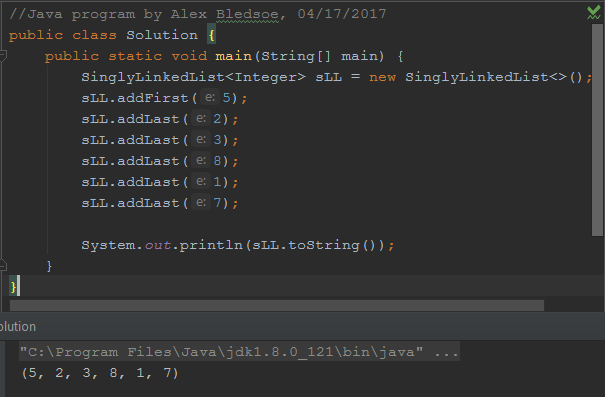 //Java program by Alex Bledsoe, 04/17/2017
public class Solution {
    public static void main(String[] main) {
        SinglyLinkedList<Integer> sLL = new SinglyLinkedList<>();
        sLL.addFirst( e: 5);
        sLL.addLast( e: 2);
        sLL.addLast( e: 3);
        sLL.addLast( e: 8);
        sLL.addLast( e: 1);
        sLL.addLast( e: 7);
        System.out.println(sLL.toString());
    }
}
olution
"C:\Program Files\Java\jdk1.8.0_121\bin\java" ...
(5, 2, 3, 8, 1, 7)